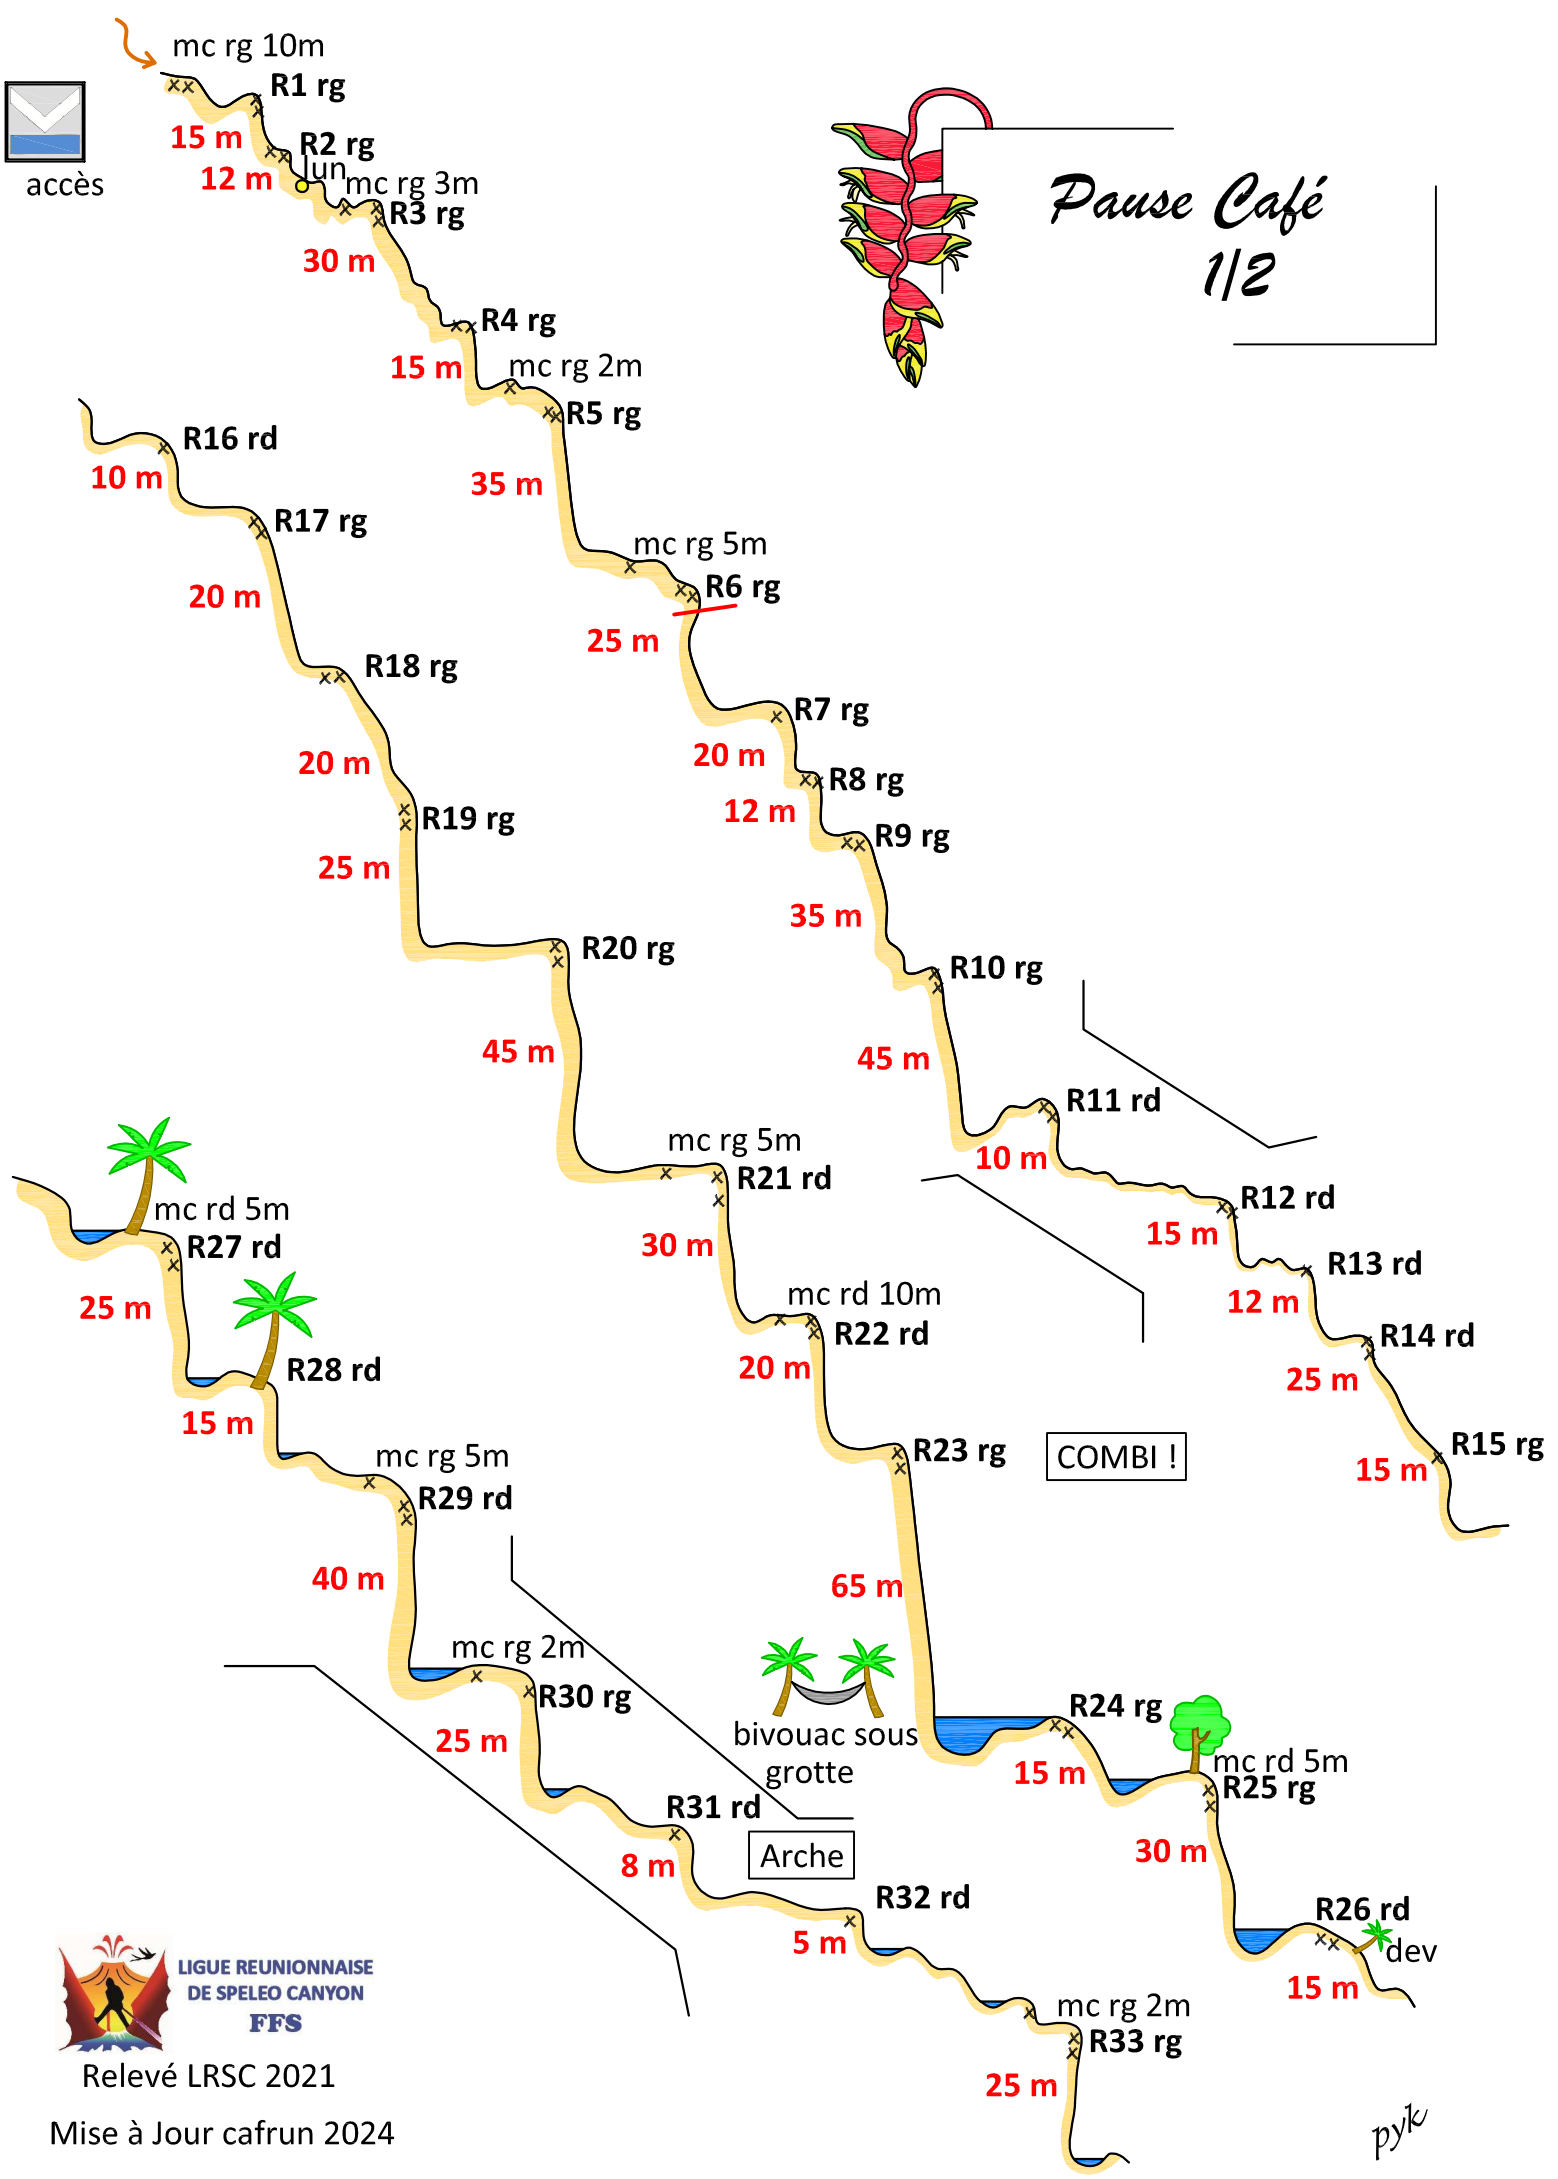 Pause Café
1/2
accès
mc rg 10m
R1 rg
15 m
R2 rg
12 m
Jun
mc rg 3m
R3 rg
30 m
R4 rg
15 m
mc rg 2m
R5 rg
35 m
mc rg 5m
R6 rg
25 m
R7 rg
20 m
R8 rg
12 m
R9 rg
35 m
R10 rg
45 m
R11 rd
10 m
R12 rd
15 m
R13 rd
12 m
R14 rd
25 m
R15 rg
15 m
R16 rd
10 m
R17 rg
20 m
R18 rg
20 m
R19 rg
25 m
R20 rg
45 m
mc rg 5m
R21 rd
30 m
mc rd 10m
R22 rd
20 m
R23 rg
65 m
COMBI !
bivouac sous
grotte
R24 rg
15 m
mc rd 5m
R25 rg
30 m
R26 rd
dev
15 m
mc rd 5m
R27 rd
25 m
R28 rd
15 m
mc rg 5m
R29 rd
40 m
mc rg 2m
R30 rg
25 m
R31 rd
8 m
Arche
R32 rd
5 m
mc rg 2m
R33 rg
25 m
LIGUE REUNIONNAISE
DE SPELEO CANYON
FFS
Relevé LRSC 2021
Mise à Jour cafrun 2024
pyk